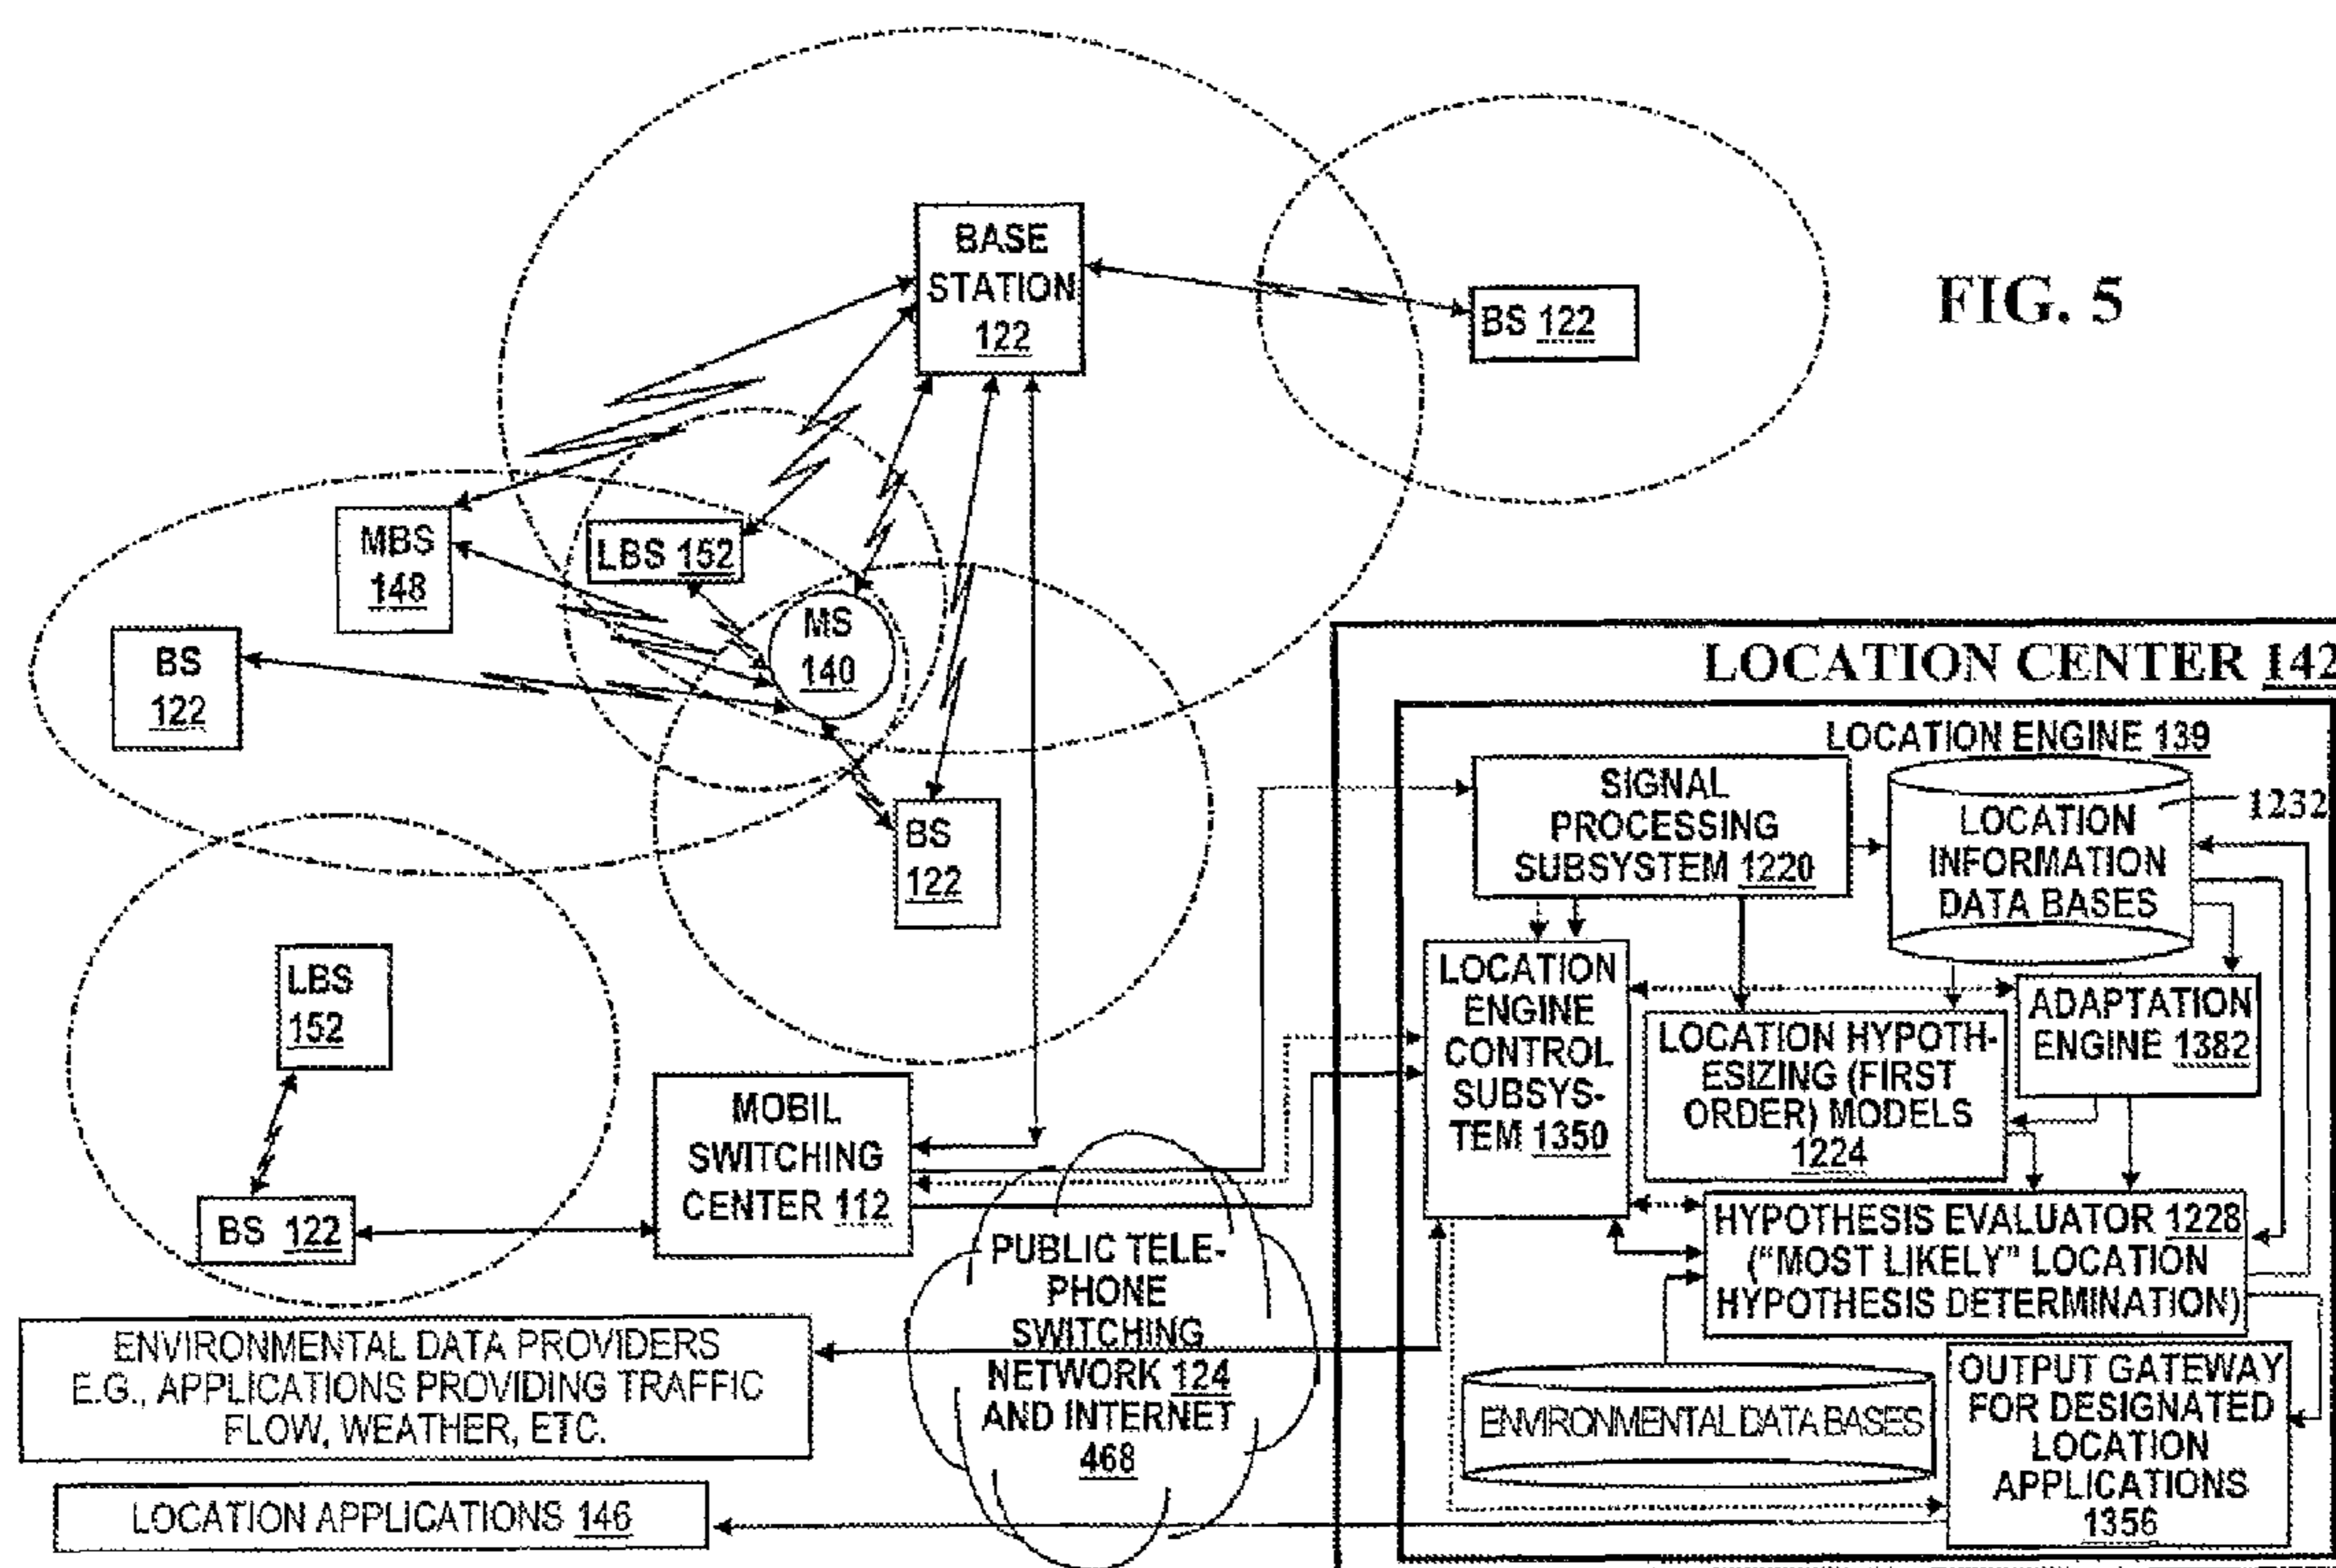 BASE
STATION
122
BS 122
FIG. 5
MBS
148
LBS 152
MS
140
BS
122
BS
122
LBS
152
BS 122
MOBIL
SWITCHING
CENTER 112
PUBLIC TELE-
PHONE
SWITCHING
NETWORK 124
AND INTERNET
468
ENVIRONMENTAL DATA PROVIDERS
E.G., APPLICATIONS PROVIDING TRAFFIC
FLOW, WEATHER, ETC.
LOCATION APPLICATIONS 146
LOCATION CENTER 142
LOCATION ENGINE 139
SIGNAL
PROCESSING
SUBSYSTEM 1220
LOCATION
INFORMATION
DATA BASES
1232
LOCATION
ENGINE
CONTROL
SUBSYS-
TEM 1350
LOCATION HYPOTH-
ESIZING (FIRST
ORDER) MODELS
1224
ADAPTATION
ENGINE 1382
HYPOTHESIS EVALUATOR 1228
("MOST LIKELY" LOCATION
HYPOTHESIS DETERMINATION)
ENVIRONMENTAL DATA BASES
OUTPUT GATEWAY
FOR DESIGNATED
LOCATION
APPLICATIONS
1356